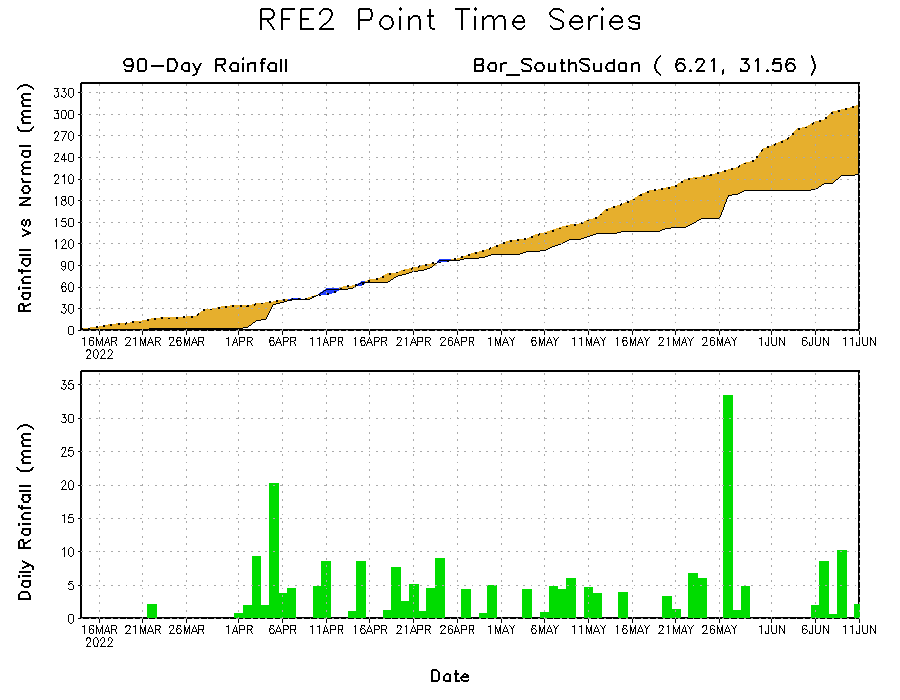 RFE2 Point Time Series
90-Day Rainfall
Bor_SouthSudan ( 6.21, 31.56 )
Rainfall vs Normal (mm)
330
300
270
240
210
180
150
120
90
60
30
0
16MAR 21MAR 26MAR 1APR 6APR 11APR 16APR 21APR 26APR 1MAY 6MAY 11MAY 16MAY 21MAY 26MAY 1JUN 6JUN 11JUN
2022
Daily Rainfall (mm)
35
30
25
20
15
10
5
0
16MAR 21MAR 26MAR 1APR 6APR 11APR 16APR 21APR 26APR 1MAY 6MAY 11MAY 16MAY 21MAY 26MAY 1JUN 6JUN 11JUN
2022
Date